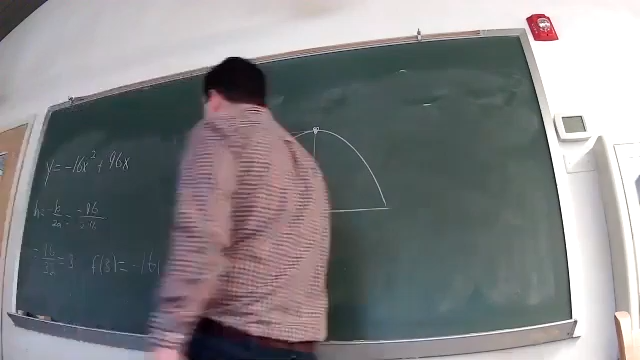 y = -16x² + 96x
h = -b/2a = -96/2·-16
= 96/32 = 3 f(3) = -16(